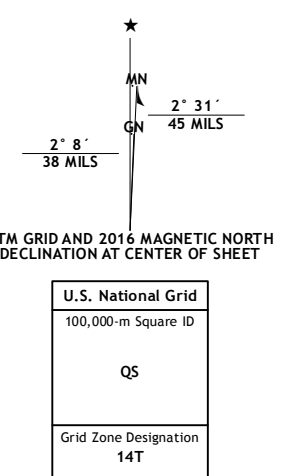 ★
MN
GN
2° 31´
45 MILS
2° 8´
38 MILS
TM GRID AND 2016 MAGNETIC NORTH
DECLINATION AT CENTER OF SHEET
U.S. National Grid
100,000-m Square ID
QS
Grid Zone Designation
14T